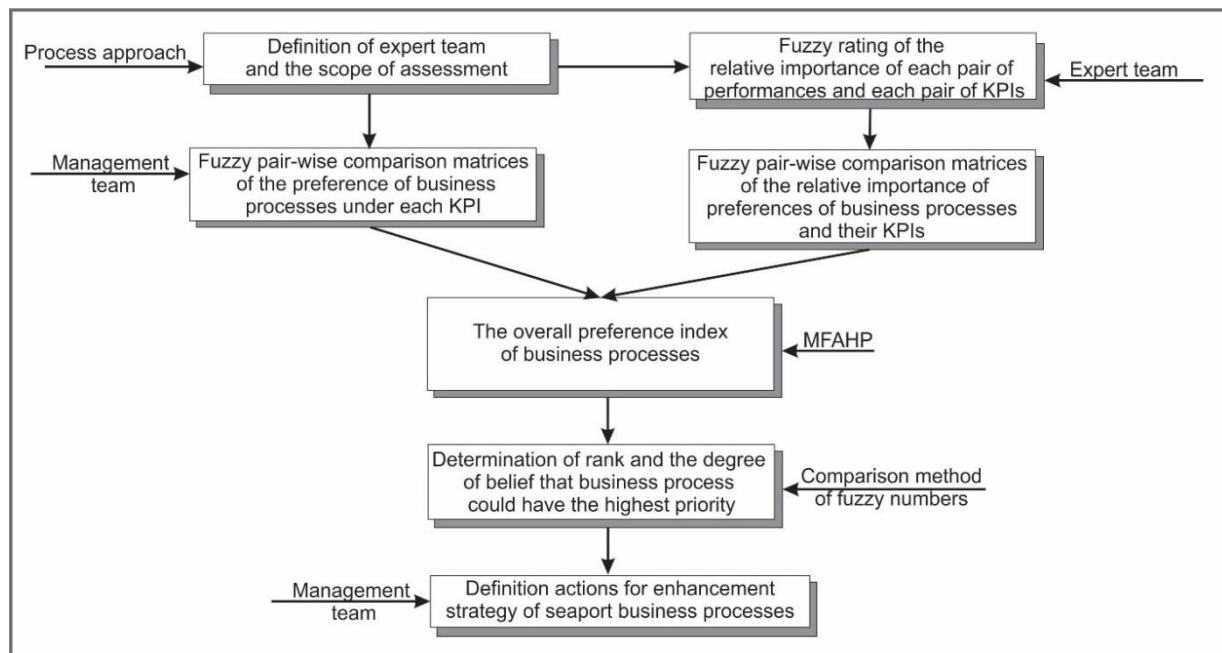 Process approach
Definition of expert team
and the scope of assessment
Fuzzy rating of the
relative importance of each pair of
performances and each pair of KPIs
Expert team
Management
team
Fuzzy pair-wise comparison matrices
of the preference of business
processes under each KPI
Fuzzy pair-wise comparison matrices
of the relative importance of
preferences of business processes
and their KPIs
The overall preference index
of business processes
MFAHP
Determination of rank and the degree
of belief that business process
could have the highest priority
Comparison method
of fuzzy numbers
Management
team
Definition actions for enhancement
strategy of seaport business processes